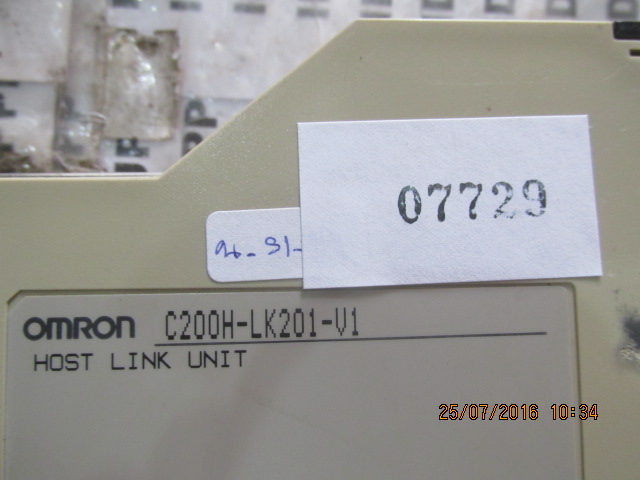 07729
OMRON C200H-LK201-V1
HOST LINK UNIT
25/07/2016 10:34